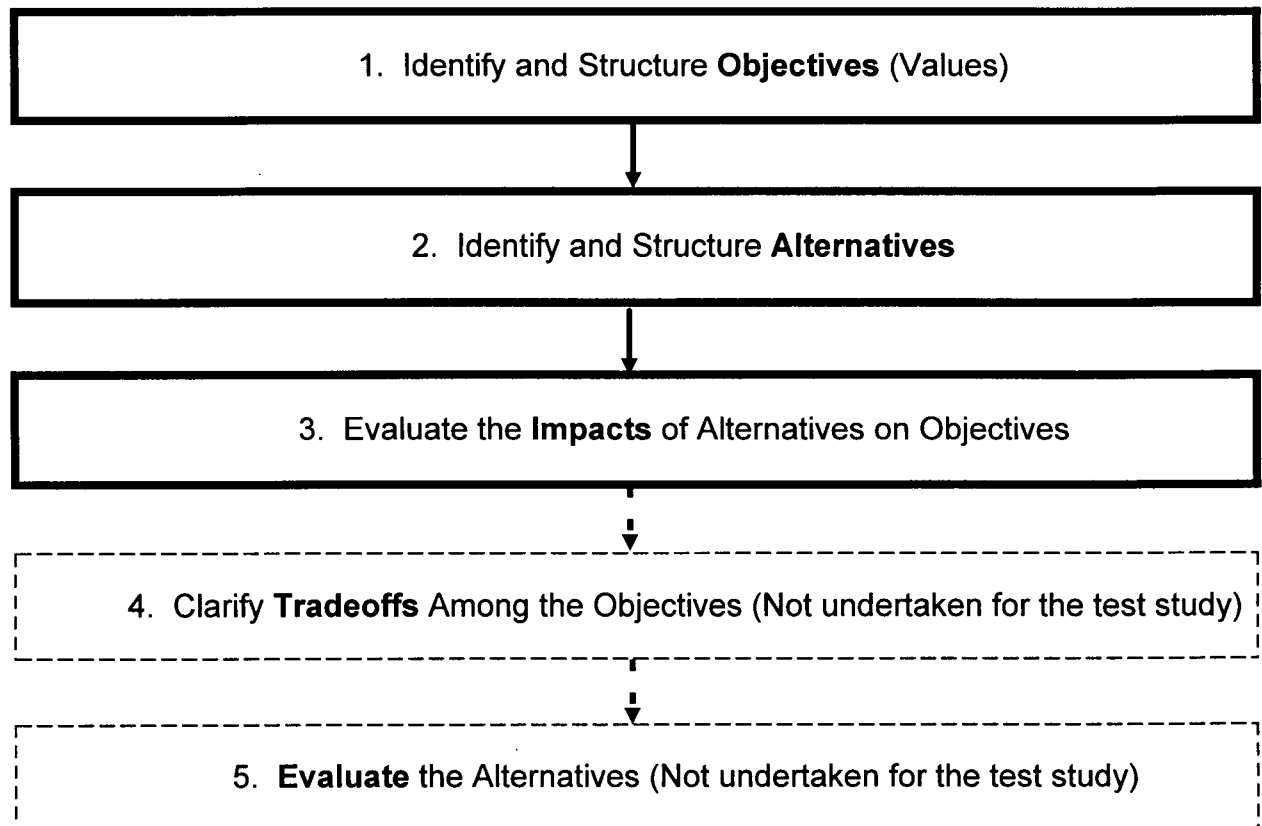 1. Identify and Structure Objectives (Values)
2. Identify and Structure Alternatives
3. Evaluate the Impacts of Alternatives on Objectives
4. Clarify Tradeoffs Among the Objectives (Not undertaken for the test study)
5. Evaluate the Alternatives (Not undertaken for the test study)